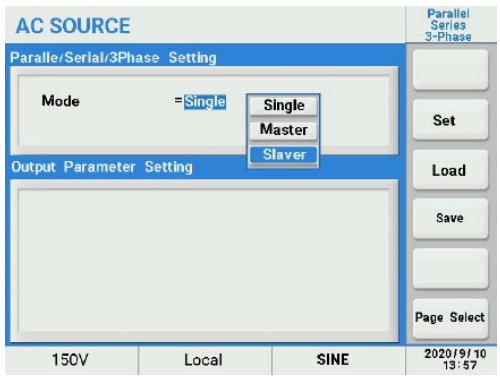 AC SOURCE
Parallel
Series
3-Phase
Paralle/Serial/3Phase Setting
Mode =Single
Single
Master
Slaver
Output Parameter Setting
Set
Load
Save
Page Select
150V Local SINE 2020/9/10
13:57